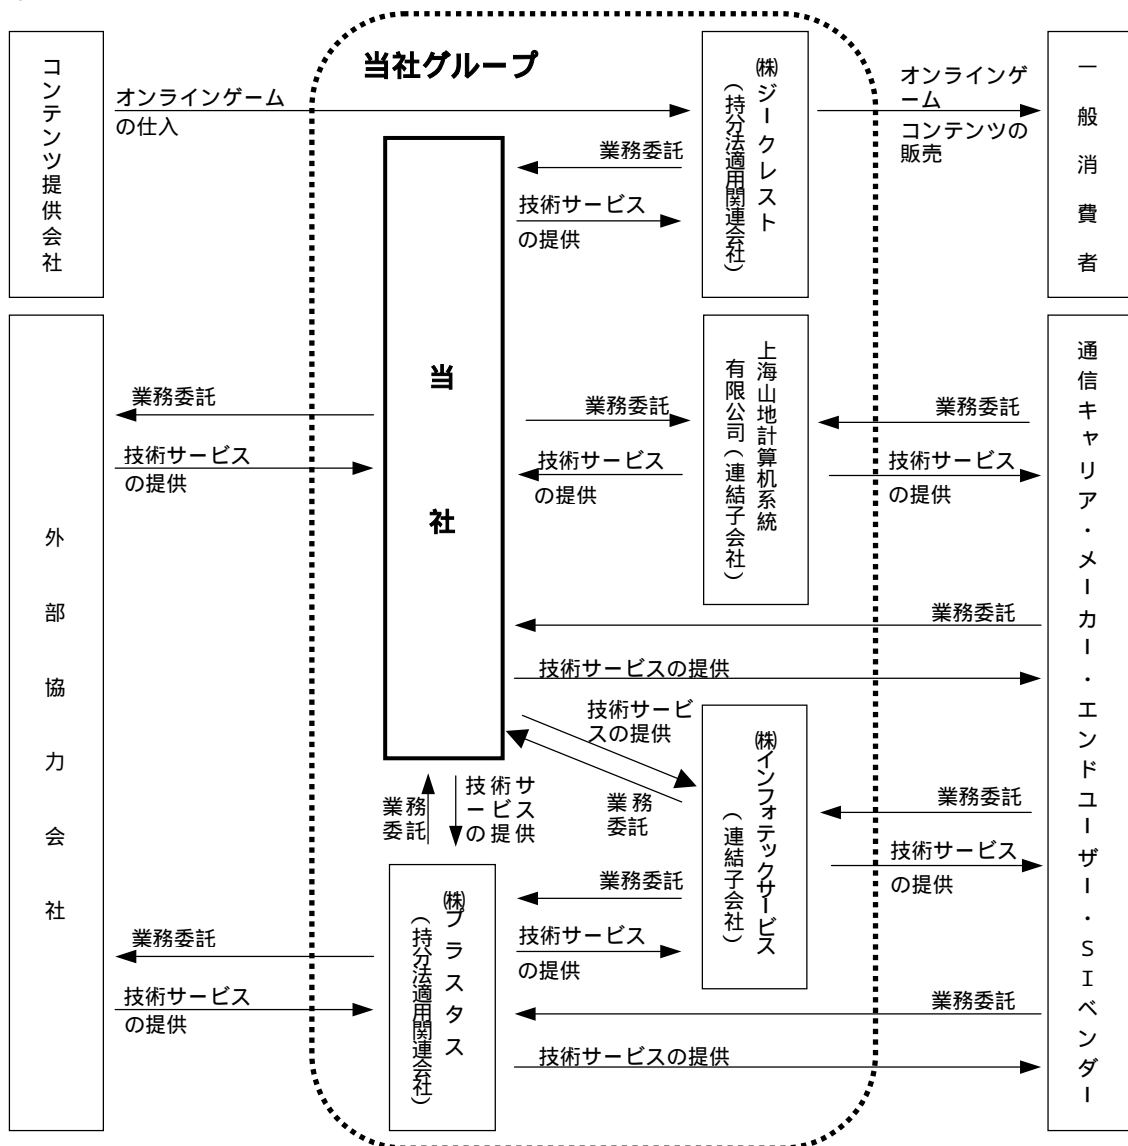 当社グループ
コンテンツ提供会社
オンラインゲーム
の仕入
㈱ジークレスト
(持分法適用関連会社)
オンラインゲ
ーム
コンテンツの
販売
一般消費者
業務委託
技術サービス
の提供
当社
外部協力会社
業務委託
技術サービス
の提供
業務委託
技術サービス
の提供
上海山地計算机系統
有限公司(連結子会社)
業務委託
技術サービス
の提供
通信キャリア・メーカー・エンドユーザー・SIベンダー
業務委託
技術サービスの提供
技術サービ
スの提供
業務
委託
㈱インフォテックサービス
(連結子会社)
業務委託
技術サービス
の提供
業務
委託
技術サ
ービス
の提供
㈱プラスタス
(持分法適用関連会社)
業務委託
技術サービス
の提供
業務委託
技術サービス
の提供
業務委託
技術サービスの提供